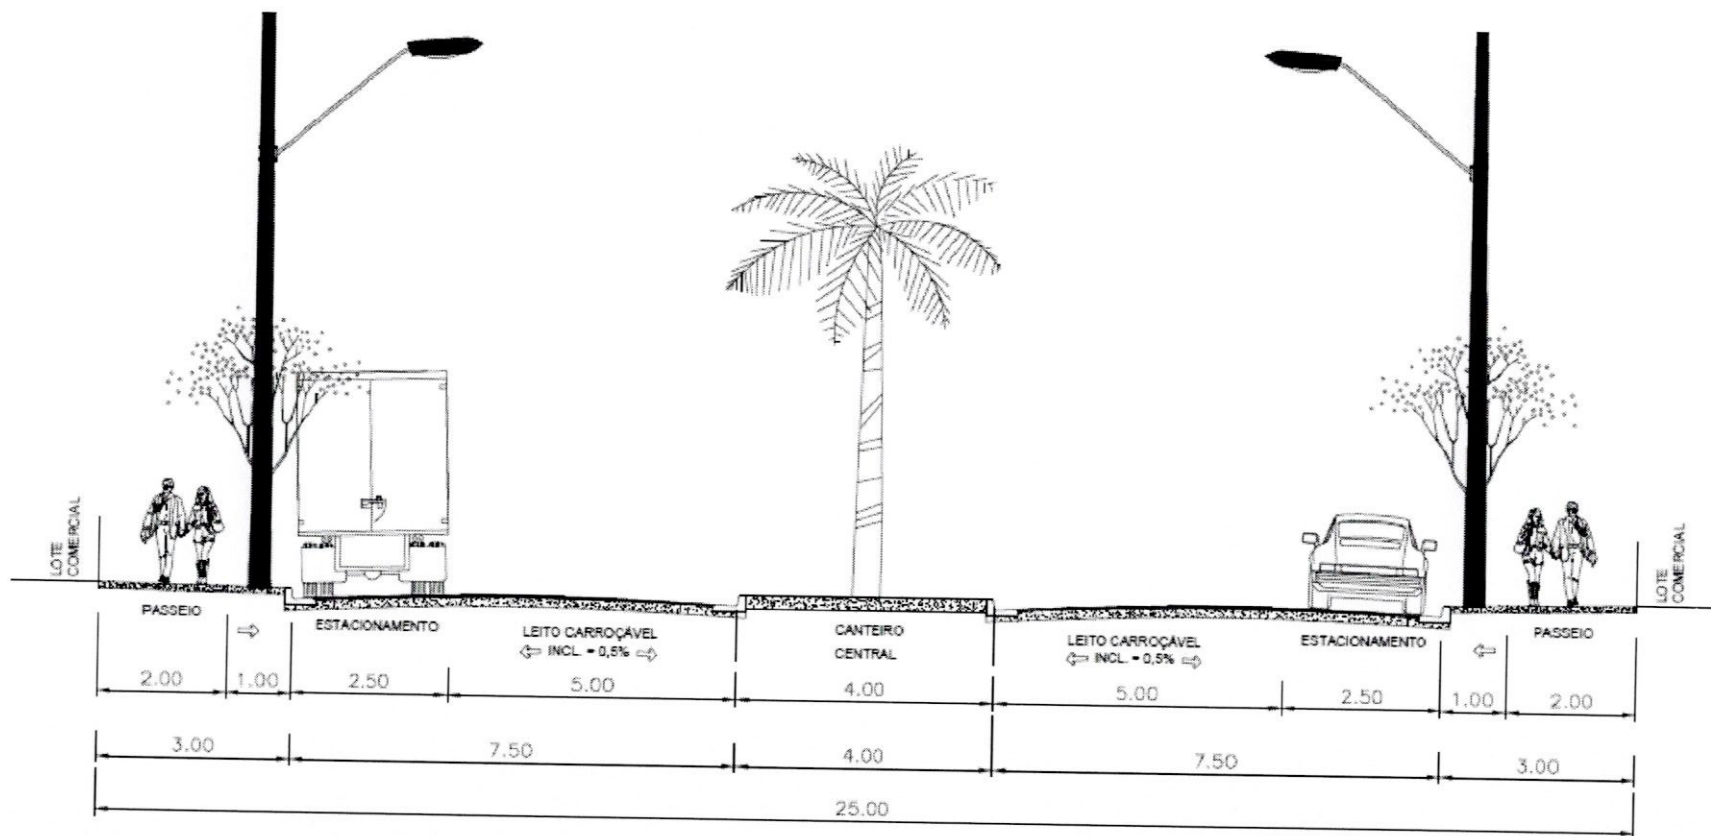 LOTE
COMERCIAL
PASSEIO
ESTACIONAMENTO
LEITO CARROÇÁVEL
INCL. = 0,5%
CANTEIRO
CENTRAL
LEITO CARROÇÁVEL
INCL. = 0,5%
ESTACIONAMENTO
PASSEIO
LOTE
COMERCIAL
2.00 1.00 2.50 5.00 4.00 5.00 2.50 1.00 2.00
3.00 7.50 4.00 7.50 3.00
25.00